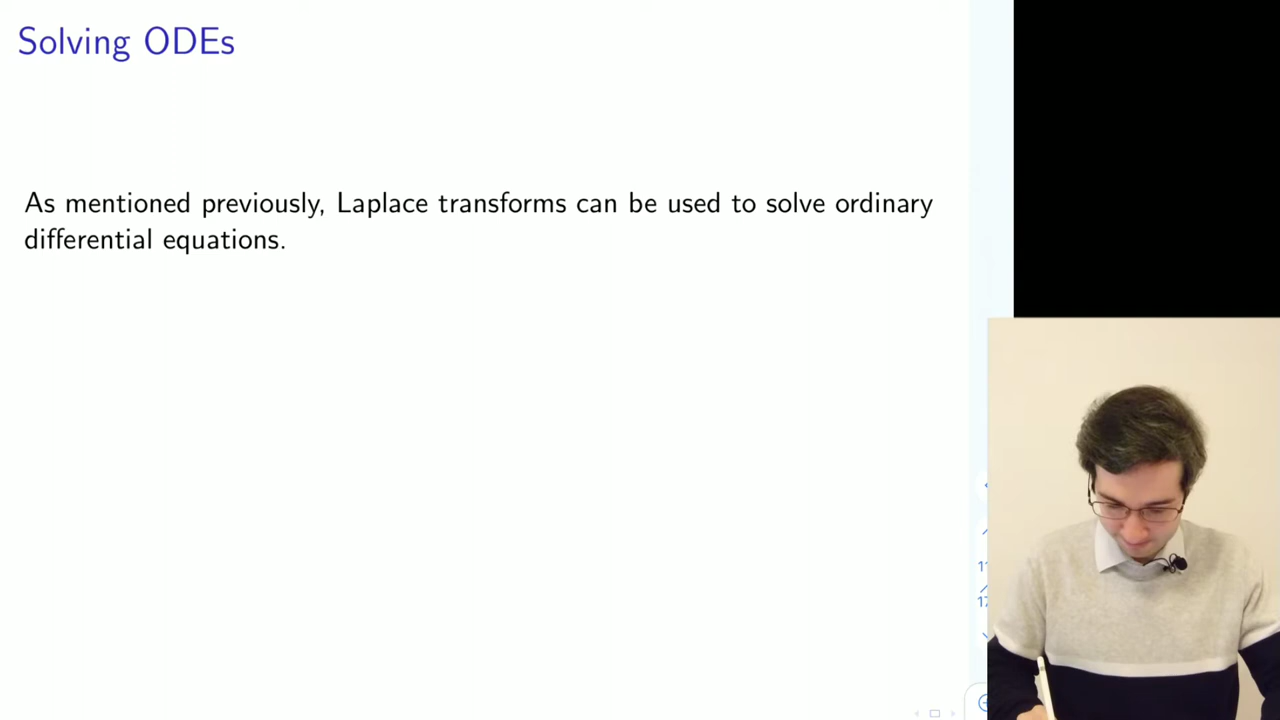 Solving ODEs
As mentioned previously, Laplace transforms can be used to solve ordinary
differential equations.